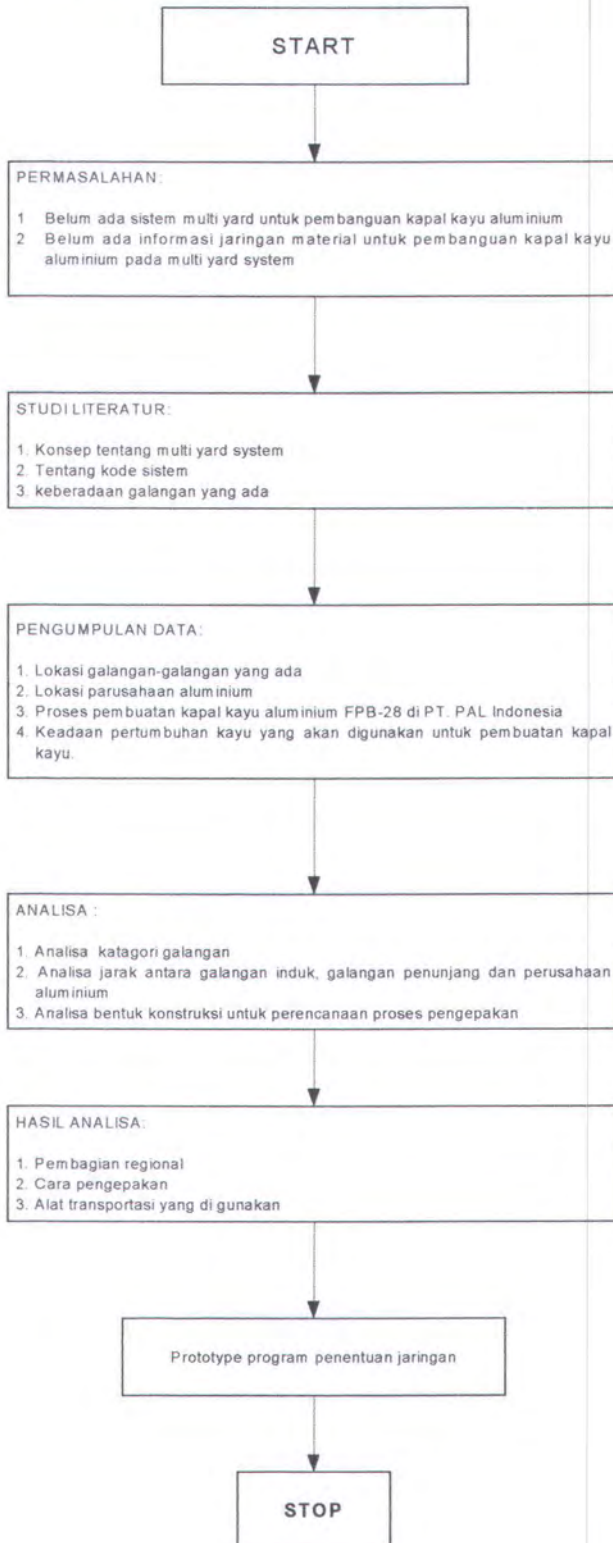 START
PERMASALAHAN:
1 Belum ada sistem multi yard untuk pembanguan kapal kayu aluminium
2 Belum ada informasi jaringan material untuk pembanguan kapal kayu
aluminium pada multi yard system
STUDI LITERATUR:
1. Konsep tentang multi yard system
2. Tentang kode sistem
3. keberadaan galangan yang ada
PENGUMPULAN DATA:
1. Lokasi galangan-galangan yang ada
2. Lokasi parusahaan aluminium
3. Proses pembuatan kapal kayu aluminium FPB-28 di PT. PAL Indonesia
4. Keadaan pertumbuhan kayu yang akan digunakan untuk pembuatan kapal
kayu.
ANALISA :
1. Analisa katagori galangan
2. Analisa jarak antara galangan induk, galangan penunjang dan perusahaan
aluminium
3. Analisa bentuk konstruksi untuk perencanaan proses pengepakan
HASIL ANALISA:
1. Pembagian regional
2. Cara pengepakan
3. Alat transportasi yang di gunakan
Prototype program penentuan jaringan
STOP